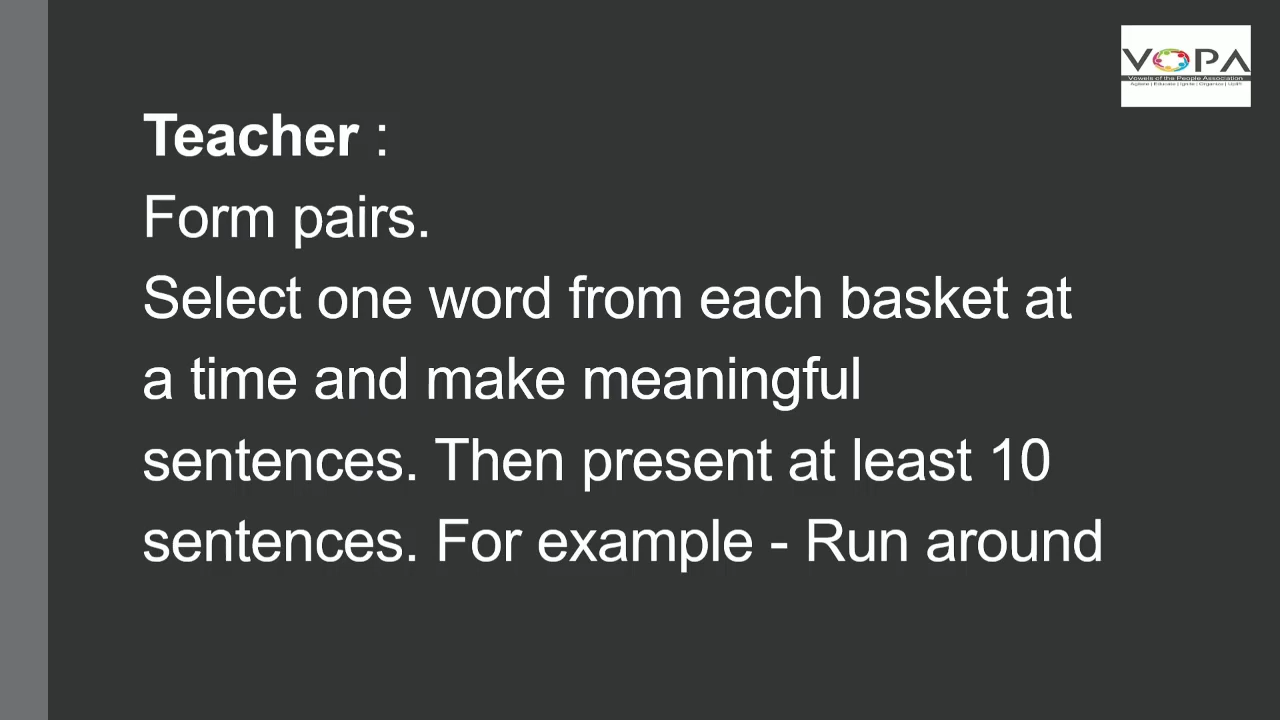 VOPA
Vowels of the People Association
Teacher :
Form pairs.
Select one word from each basket at
a time and make meaningful
sentences. Then present at least 10
sentences. For example - Run around